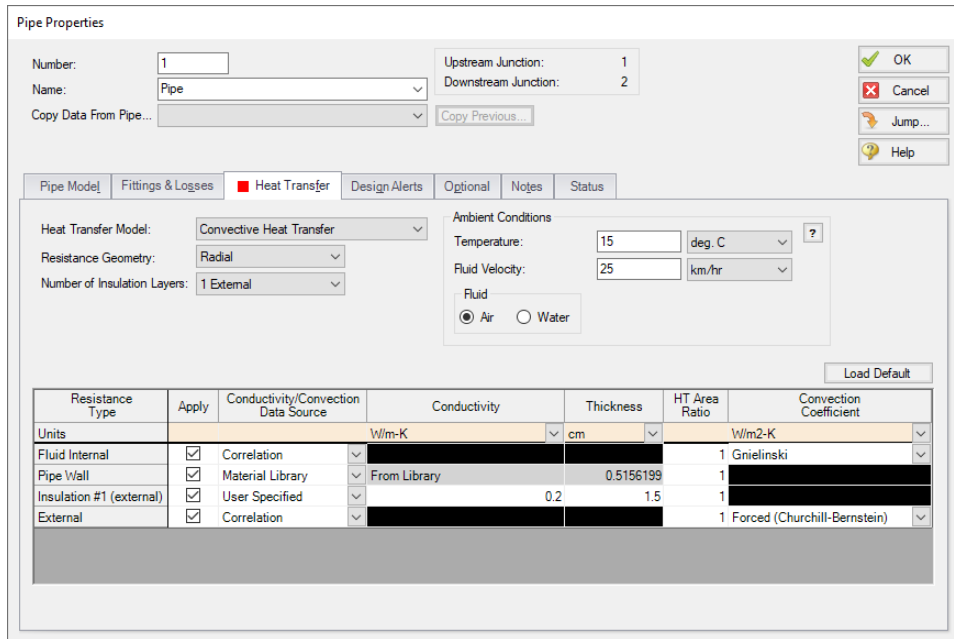 Pipe Properties
Number: 1
Name: Pipe
Copy Data From Pipe...
Copy Previous...
Upstream Junction: 1
Downstream Junction: 2
OK
Cancel
Jump...
Help
Pipe Model Fittings & Losses Heat Transfer Design Alerts Optional Notes Status
Heat Transfer Model: Convective Heat Transfer
Resistance Geometry: Radial
Number of Insulation Layers: 1 External
Ambient Conditions
Temperature: 15 deg. C ?
Fluid Velocity: 25 km/hr
Fluid
Air Water
Load Default
Resistance Type Apply Conductivity/Convection Data Source Conductivity Thickness HT Area Ratio Convection Coefficient
Units W/m-K cm W/m2-K
Fluid Internal Correlation 1 Gnielinski
Pipe Wall Material Library From Library 0.5156199 1
Insulation #1 (external) User Specified 0.2 1.5 1
External Correlation 1 Forced (Churchill-Bernstein)